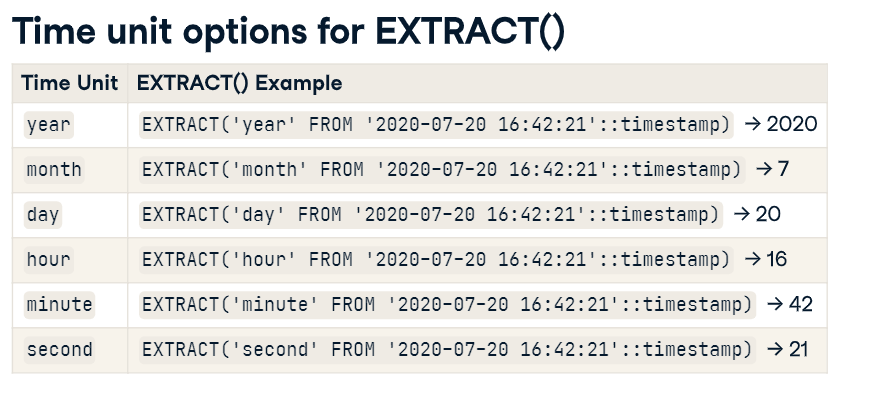 Time unit options for EXTRACT()
Time Unit EXTRACT() Example
year EXTRACT('year' FROM '2020-07-20 16:42:21'::timestamp) → 2020
month EXTRACT('month' FROM '2020-07-20 16:42:21'::timestamp) → 7
day EXTRACT('day' FROM '2020-07-20 16:42:21'::timestamp) → 20
hour EXTRACT('hour' FROM '2020-07-20 16:42:21'::timestamp) → 16
minute EXTRACT('minute' FROM '2020-07-20 16:42:21'::timestamp) → 42
second EXTRACT('second' FROM '2020-07-20 16:42:21'::timestamp) → 21